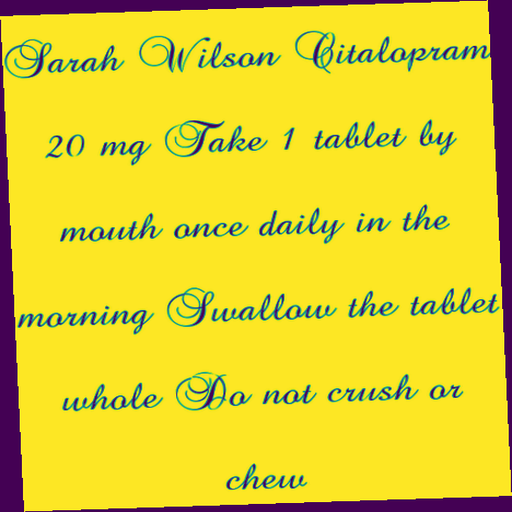 Sarah Wilson Citalopram
20 mg Take 1 tablet by
mouth once daily in the
morning Swallow the tablet
whole Do not crush or
chew